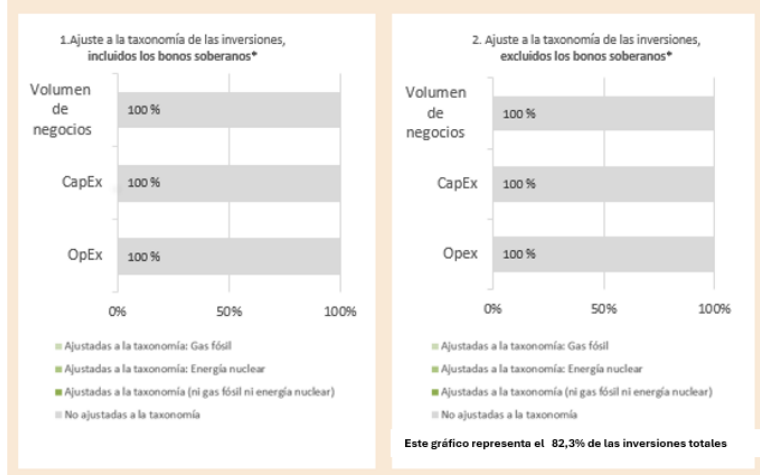 1.Ajuste a la taxonomía de las inversiones,
incluidos los bonos soberanos*
Volumen
de
negocios
100 %
CapEx
100 %
OpEx
100 %
0%
50%
100%
Ajustadas a la taxonomía: Gas fósil
Ajustadas a la taxonomía: Energía nuclear
Ajustadas a la taxonomía (ni gas fósil ni energía nuclear)
No ajustadas a la taxonomía
2. Ajuste a la taxonomía de las inversiones,
excluidos los bonos soberanos*
Volumen
de
negocios
100 %
CapEx
100 %
Opex
100 %
0%
50%
100%
Ajustadas a la taxonomía: Gas fósil
Ajustadas a la taxonomía: Energía nuclear
Ajustadas a la taxonomía (ni gas fósil ni energía nuclear)
No ajustadas a la taxonomía
Este gráfico representa el 82,3% de las inversiones totales